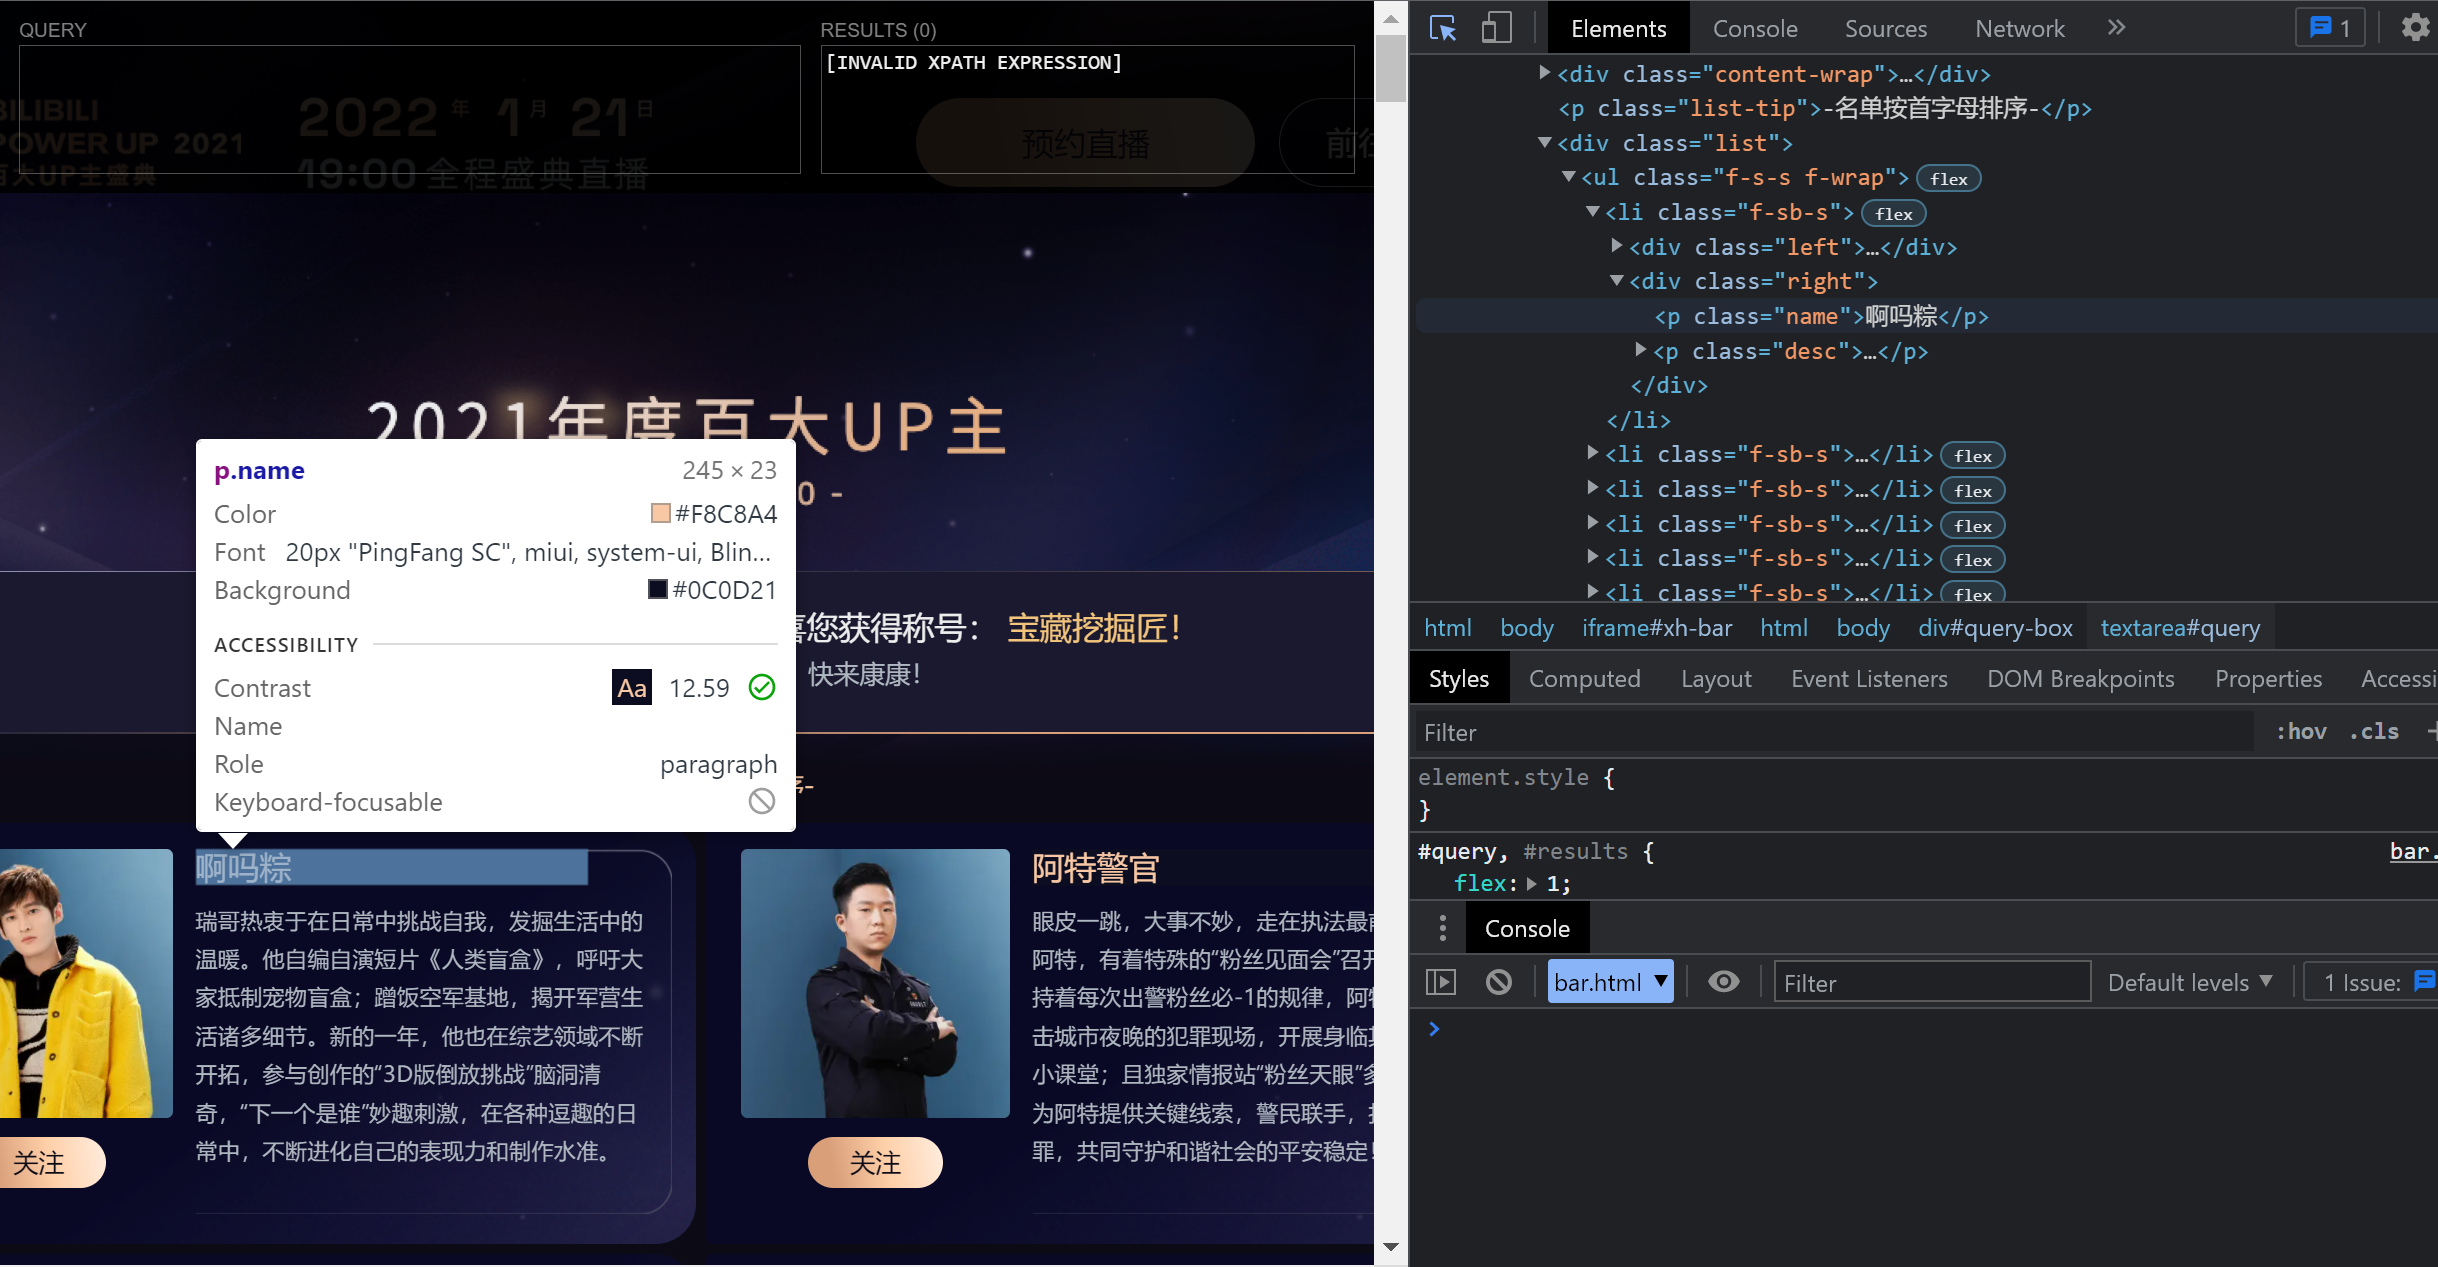 QUERY
RESULTS (0)
[INVALID XPATH EXPRESSION]
BILIBILI
POWER UP 2021
百大UP主盛典
2022 年 1 月 21 日
19:00 全程盛典直播
预约直播
前往
2021年度百大UP主
0 -
p.name 245 × 23
Color #F8C8A4
Font 20px "PingFang SC", miui, system-ui, Blin...
Background #0C0D21
ACCESSIBILITY
Contrast Aa 12.59
Name
Role paragraph
Keyboard-focusable
喜您获得称号： 宝藏挖掘匠！
快来康康！
序-
啊吗粽
瑞哥热衷于在日常中挑战自我，发掘生活中的
温暖。他自编自演短片《人类盲盒》，呼吁大
家抵制宠物盲盒；蹭饭空军基地，揭开军营生
活诸多细节。新的一年，他也在综艺领域不断
开拓，参与创作的“3D版倒放挑战”脑洞清
奇，“下一个是谁”妙趣刺激，在各种逗趣的日
常中，不断进化自己的表现力和制作水准。
关注
阿特警官
眼皮一跳，大事不妙，走在执法最前
阿特，有着特殊的“粉丝见面会”召开
持着每次出警粉丝必-1的规律，阿特
击城市夜晚的犯罪现场，开展身临其
小课堂；且独家情报站“粉丝天眼”多
为阿特提供关键线索，警民联手，
罪，共同守护和谐社会的平安稳定！
关注
Elements Console Sources Network 1
<div class="content-wrap">…</div>
<p class="list-tip">-名单按首字母排序-</p>
<div class="list">
<ul class="f-s-s f-wrap"> flex
<li class="f-sb-s"> flex
<div class="left">…</div>
<div class="right">
<p class="name">啊吗粽</p>
<p class="desc">…</p>
</div>
</li>
<li class="f-sb-s">…</li> flex
<li class="f-sb-s">…</li> flex
<li class="f-sb-s">…</li> flex
<li class="f-sb-s">…</li> flex
<li class="f-sb-s">…</li> flex
html body iframe#xh-bar html body div#query-box textarea#query
Styles Computed Layout Event Listeners DOM Breakpoints Properties Accessi
Filter :hov .cls +
element.style {
}
#query, #results { bar.
flex: 1;
Console
bar.html Filter Default levels 1 Issue: